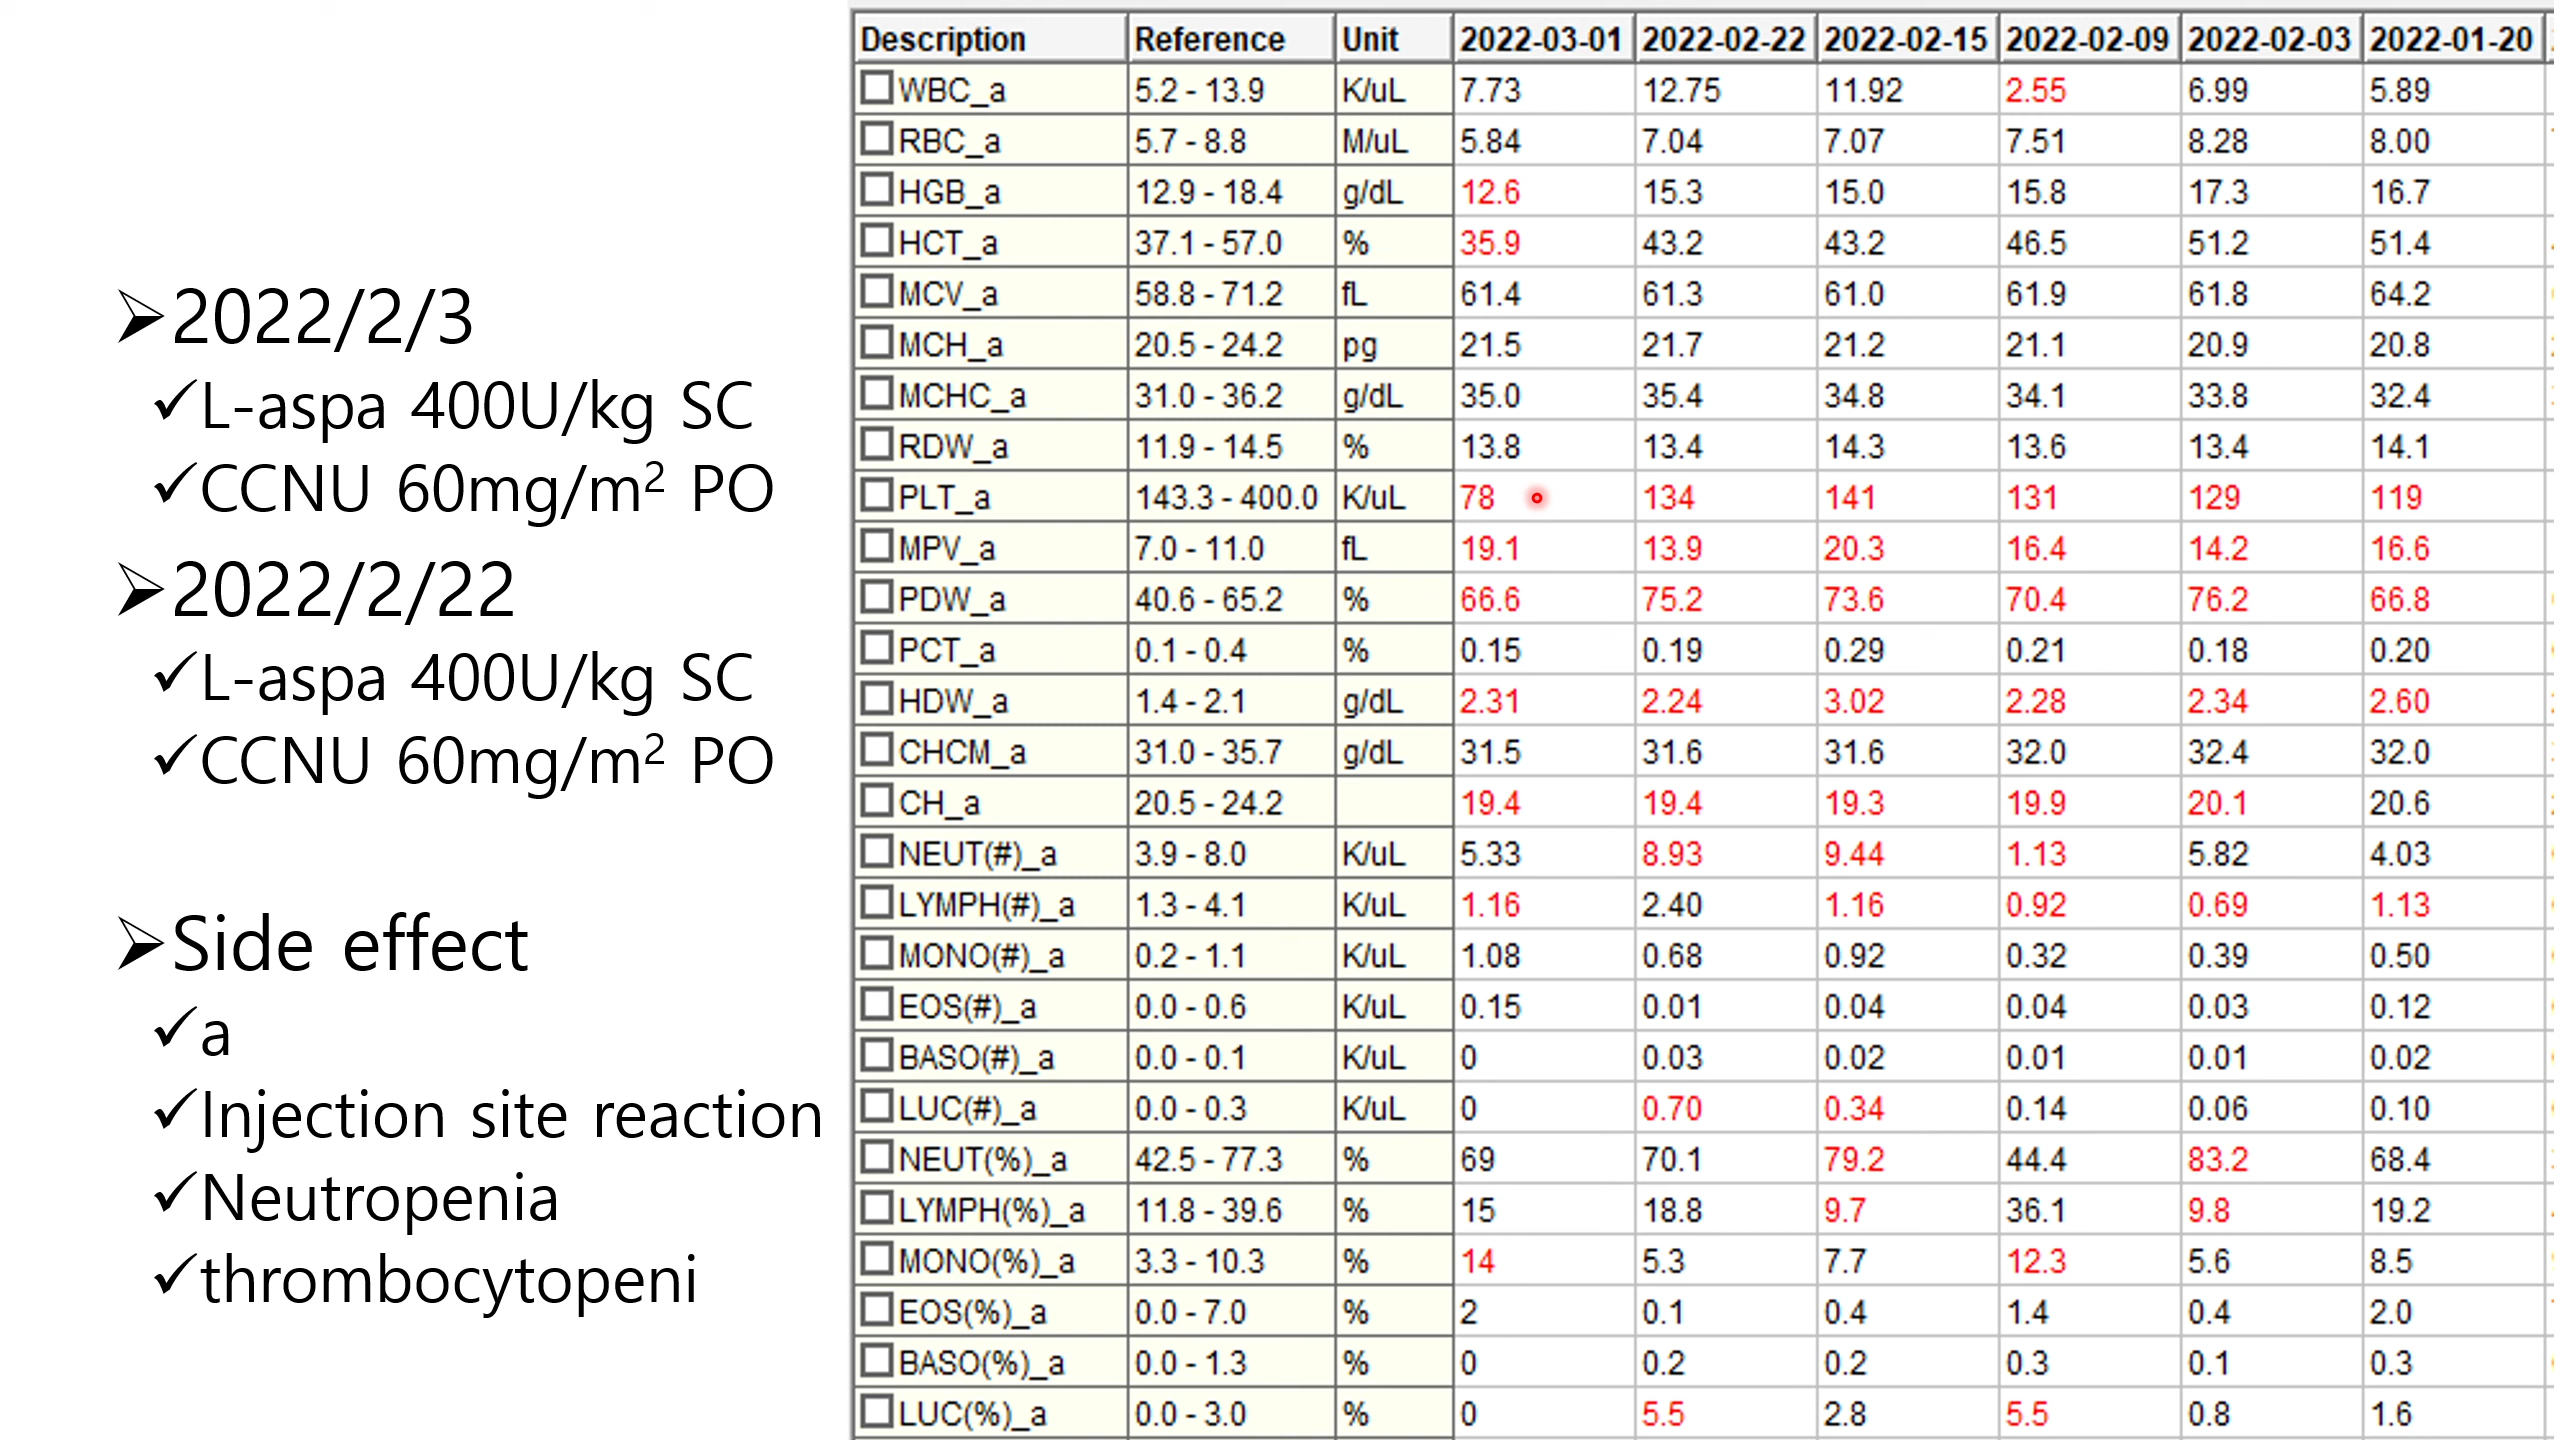 2022/2/3
L-aspa 400U/kg SC
CCNU 60mg/m² PO
2022/2/22
L-aspa 400U/kg SC
CCNU 60mg/m² PO
Side effect
a
Injection site reaction
Neutropenia
thrombocytopeni
Description Reference Unit 2022-03-01 2022-02-22 2022-02-15 2022-02-09 2022-02-03 2022-01-20
WBC_a 5.2 - 13.9 K/uL 7.73 12.75 11.92 2.55 6.99 5.89
RBC_a 5.7 - 8.8 M/uL 5.84 7.04 7.07 7.51 8.28 8.00
HGB_a 12.9 - 18.4 g/dL 12.6 15.3 15.0 15.8 17.3 16.7
HCT_a 37.1 - 57.0 % 35.9 43.2 43.2 46.5 51.2 51.4
MCV_a 58.8 - 71.2 fL 61.4 61.3 61.0 61.9 61.8 64.2
MCH_a 20.5 - 24.2 pg 21.5 21.7 21.2 21.1 20.9 20.8
MCHC_a 31.0 - 36.2 g/dL 35.0 35.4 34.8 34.1 33.8 32.4
RDW_a 11.9 - 14.5 % 13.8 13.4 14.3 13.6 13.4 14.1
PLT_a 143.3 - 400.0 K/uL 78 134 141 131 129 119
MPV_a 7.0 - 11.0 fL 19.1 13.9 20.3 16.4 14.2 16.6
PDW_a 40.6 - 65.2 % 66.6 75.2 73.6 70.4 76.2 66.8
PCT_a 0.1 - 0.4 % 0.15 0.19 0.29 0.21 0.18 0.20
HDW_a 1.4 - 2.1 g/dL 2.31 2.24 3.02 2.28 2.34 2.60
CHCM_a 31.0 - 35.7 g/dL 31.5 31.6 31.6 32.0 32.4 32.0
CH_a 20.5 - 24.2 19.4 19.4 19.3 19.9 20.1 20.6
NEUT(#)_a 3.9 - 8.0 K/uL 5.33 8.93 9.44 1.13 5.82 4.03
LYMPH(#)_a 1.3 - 4.1 K/uL 1.16 2.40 1.16 0.92 0.69 1.13
MONO(#)_a 0.2 - 1.1 K/uL 1.08 0.68 0.92 0.32 0.39 0.50
EOS(#)_a 0.0 - 0.6 K/uL 0.15 0.01 0.04 0.04 0.03 0.12
BASO(#)_a 0.0 - 0.1 K/uL 0 0.03 0.02 0.01 0.01 0.02
LUC(#)_a 0.0 - 0.3 K/uL 0 0.70 0.34 0.14 0.06 0.10
NEUT(%)_a 42.5 - 77.3 % 69 70.1 79.2 44.4 83.2 68.4
LYMPH(%)_a 11.8 - 39.6 % 15 18.8 9.7 36.1 9.8 19.2
MONO(%)_a 3.3 - 10.3 % 14 5.3 7.7 12.3 5.6 8.5
EOS(%)_a 0.0 - 7.0 % 2 0.1 0.4 1.4 0.4 2.0
BASO(%)_a 0.0 - 1.3 % 0 0.2 0.2 0.3 0.1 0.3
LUC(%)_a 0.0 - 3.0 % 0 5.5 2.8 5.5 0.8 1.6